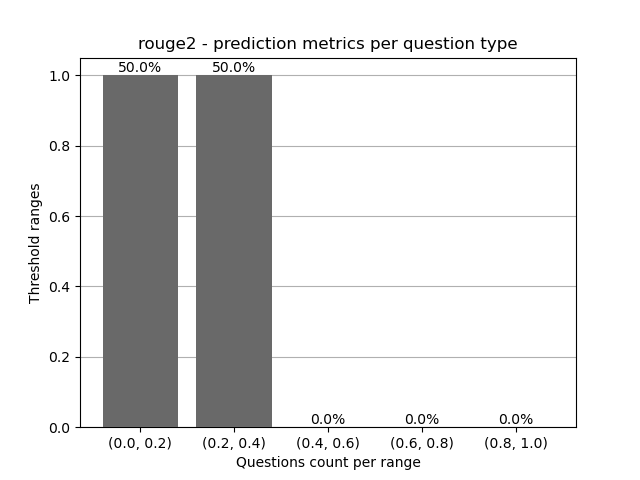 rouge2 - prediction metrics per question type
50.0% 50.0%
1.0
0.8
0.6
0.4
0.2
0.0
0.0% 0.0% 0.0%
Threshold ranges
(0.0, 0.2) (0.2, 0.4) (0.4, 0.6) (0.6, 0.8) (0.8, 1.0)
Questions count per range